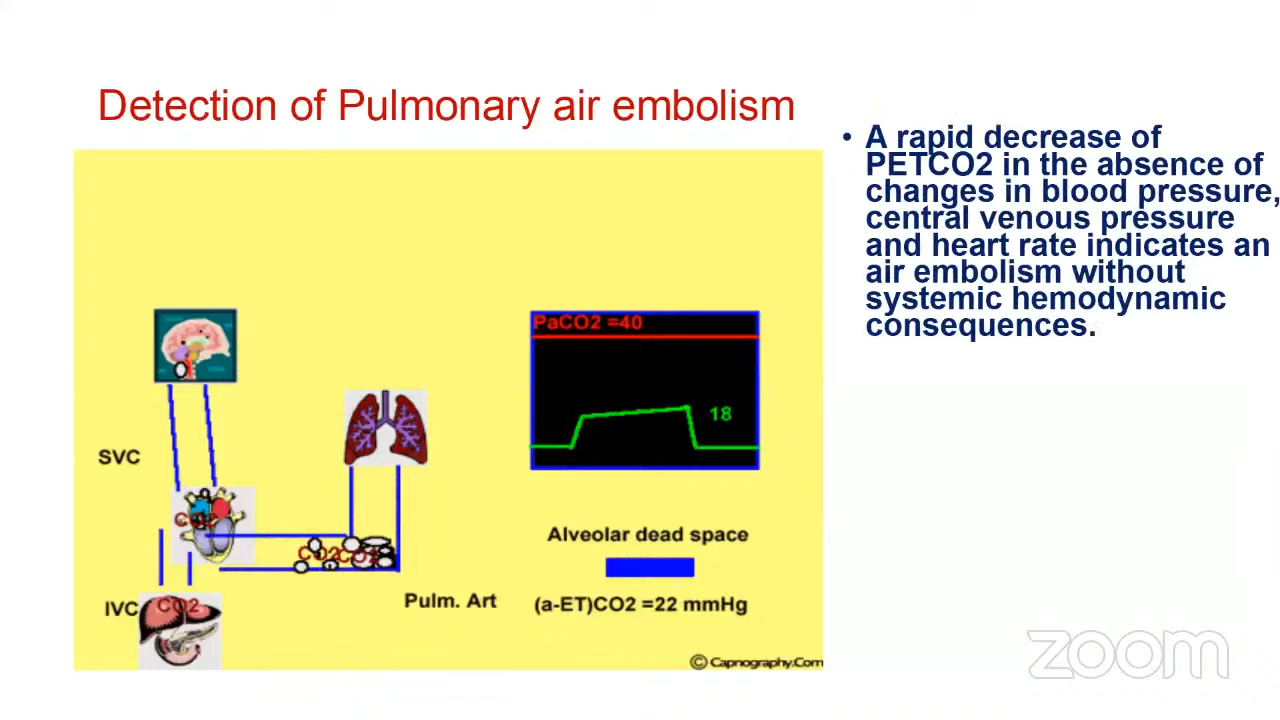 Detection of Pulmonary air embolism
• A rapid decrease of
PETCO2 in the absence of
changes in blood pressure,
central venous pressure
and heart rate indicates an
air embolism without
systemic hemodynamic
consequences.
PaCO2 =40
18
SVC
CO2
CO2CO2
Alveolar dead space
IVC
CO2
Pulm. Art
(a-ET)CO2 =22 mmHg
© Capnography.Com
zoom